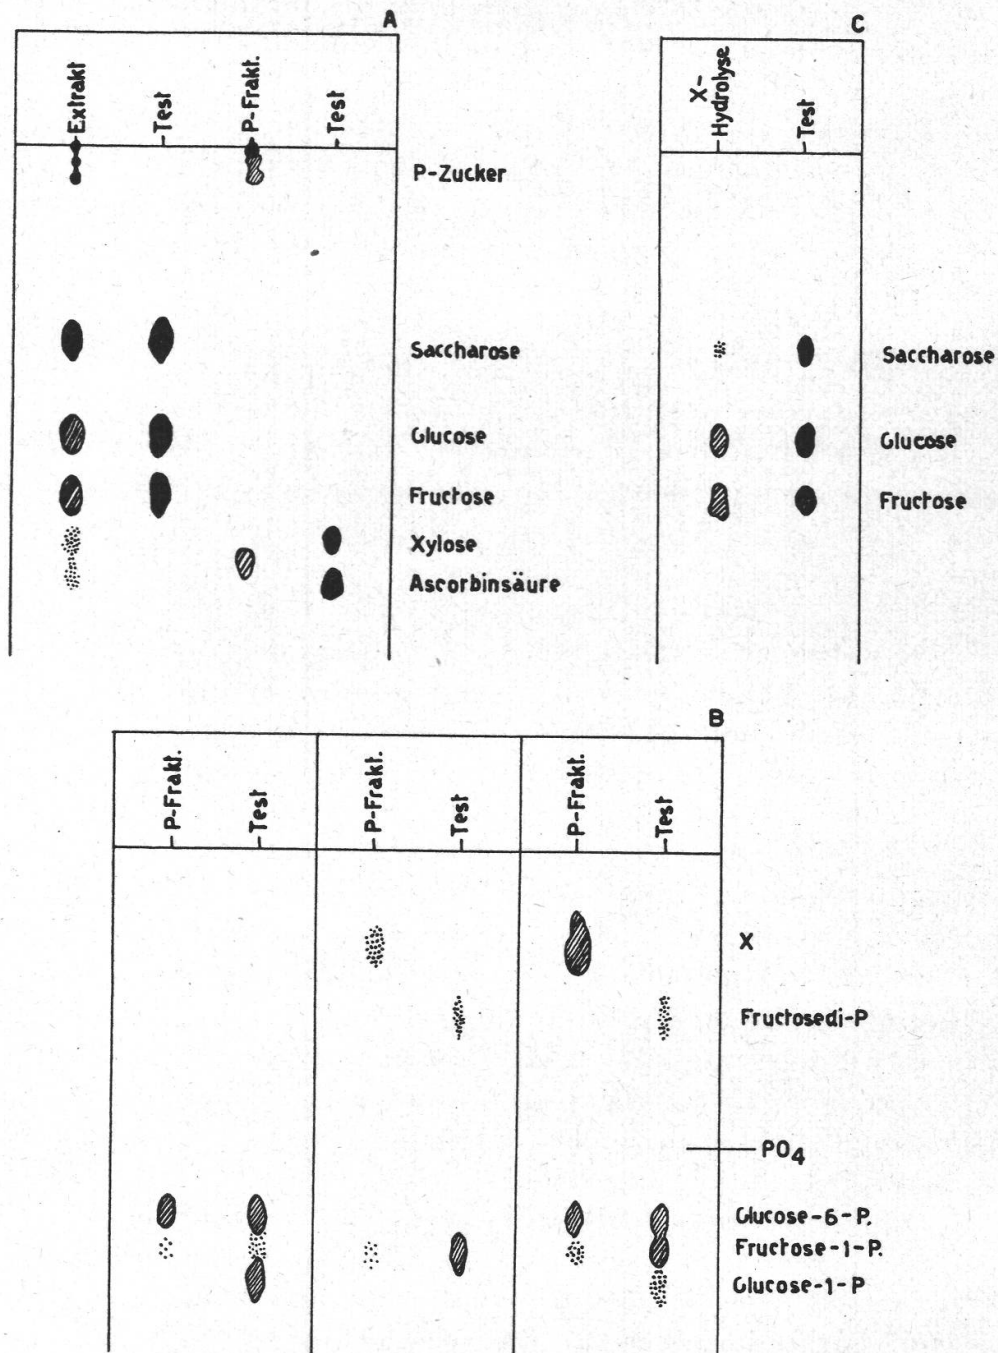 A
Extrakt
Test
P-Frakt.
Test
P-Zucker
Saccharose
Glucose
Fructose
Xylose
Ascorbinsäure
C
X-
Hydrolyse
Test
Saccharose
Glucose
Fructose
B
P-Frakt.
Test
P-Frakt.
Test
P-Frakt.
Test
X
Fructosedi-P
PO4
Glucose-6-P.
Fructose-1-P.
Glucose-1-P